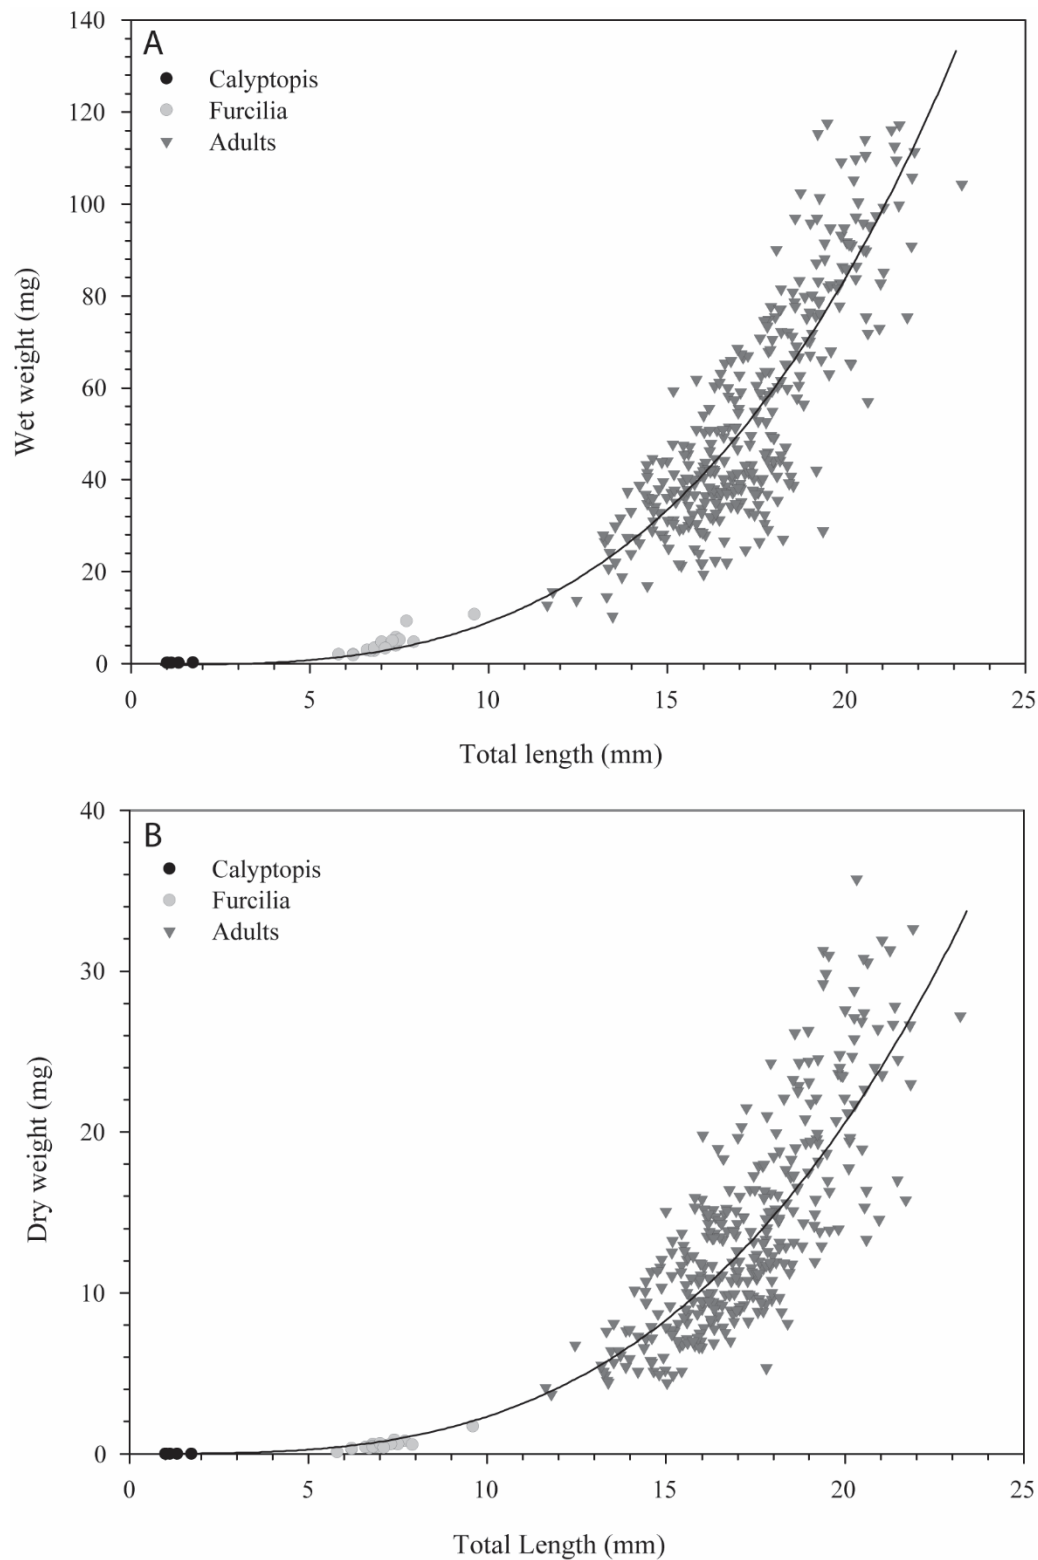 A
Calyptopis
Furcilia
Adults
140
120
100
80
60
40
20
0
Wet weight (mg)
0 5 10 15 20 25
Total length (mm)
B
Calyptopis
Furcilia
Adults
40
30
20
10
0
Dry weight (mg)
0 5 10 15 20 25
Total Length (mm)